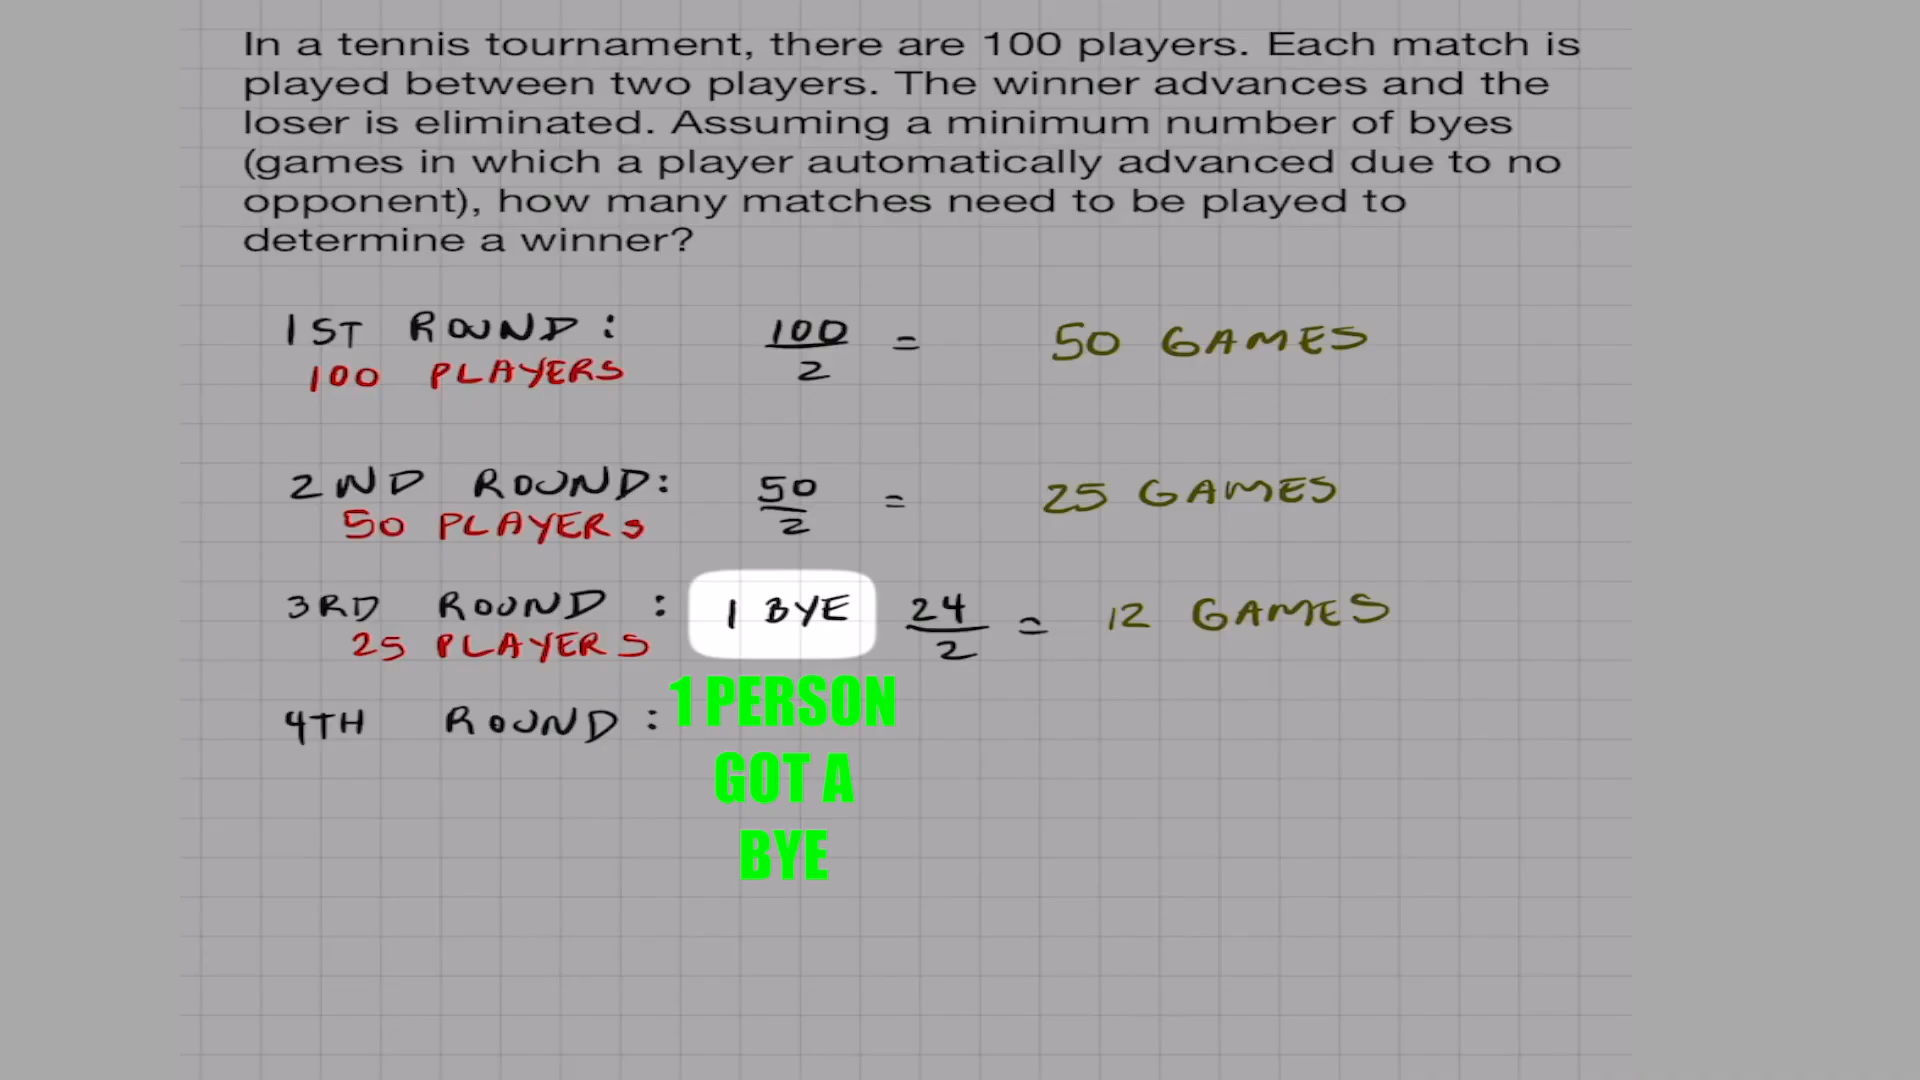 In a tennis tournament, there are 100 players. Each match is
played between two players. The winner advances and the
loser is eliminated. Assuming a minimum number of byes
(games in which a player automatically advanced due to no
opponent), how many matches need to be played to
determine a winner?
1ST ROUND: 100/2 = 50 GAMES
100 PLAYERS
2ND ROUND: 50/2 = 25 GAMES
50 PLAYERS
3RD ROUND: 1 BYE 24/2 = 12 GAMES
25 PLAYERS
4TH ROUND:
1 PERSON
GOT A
BYE